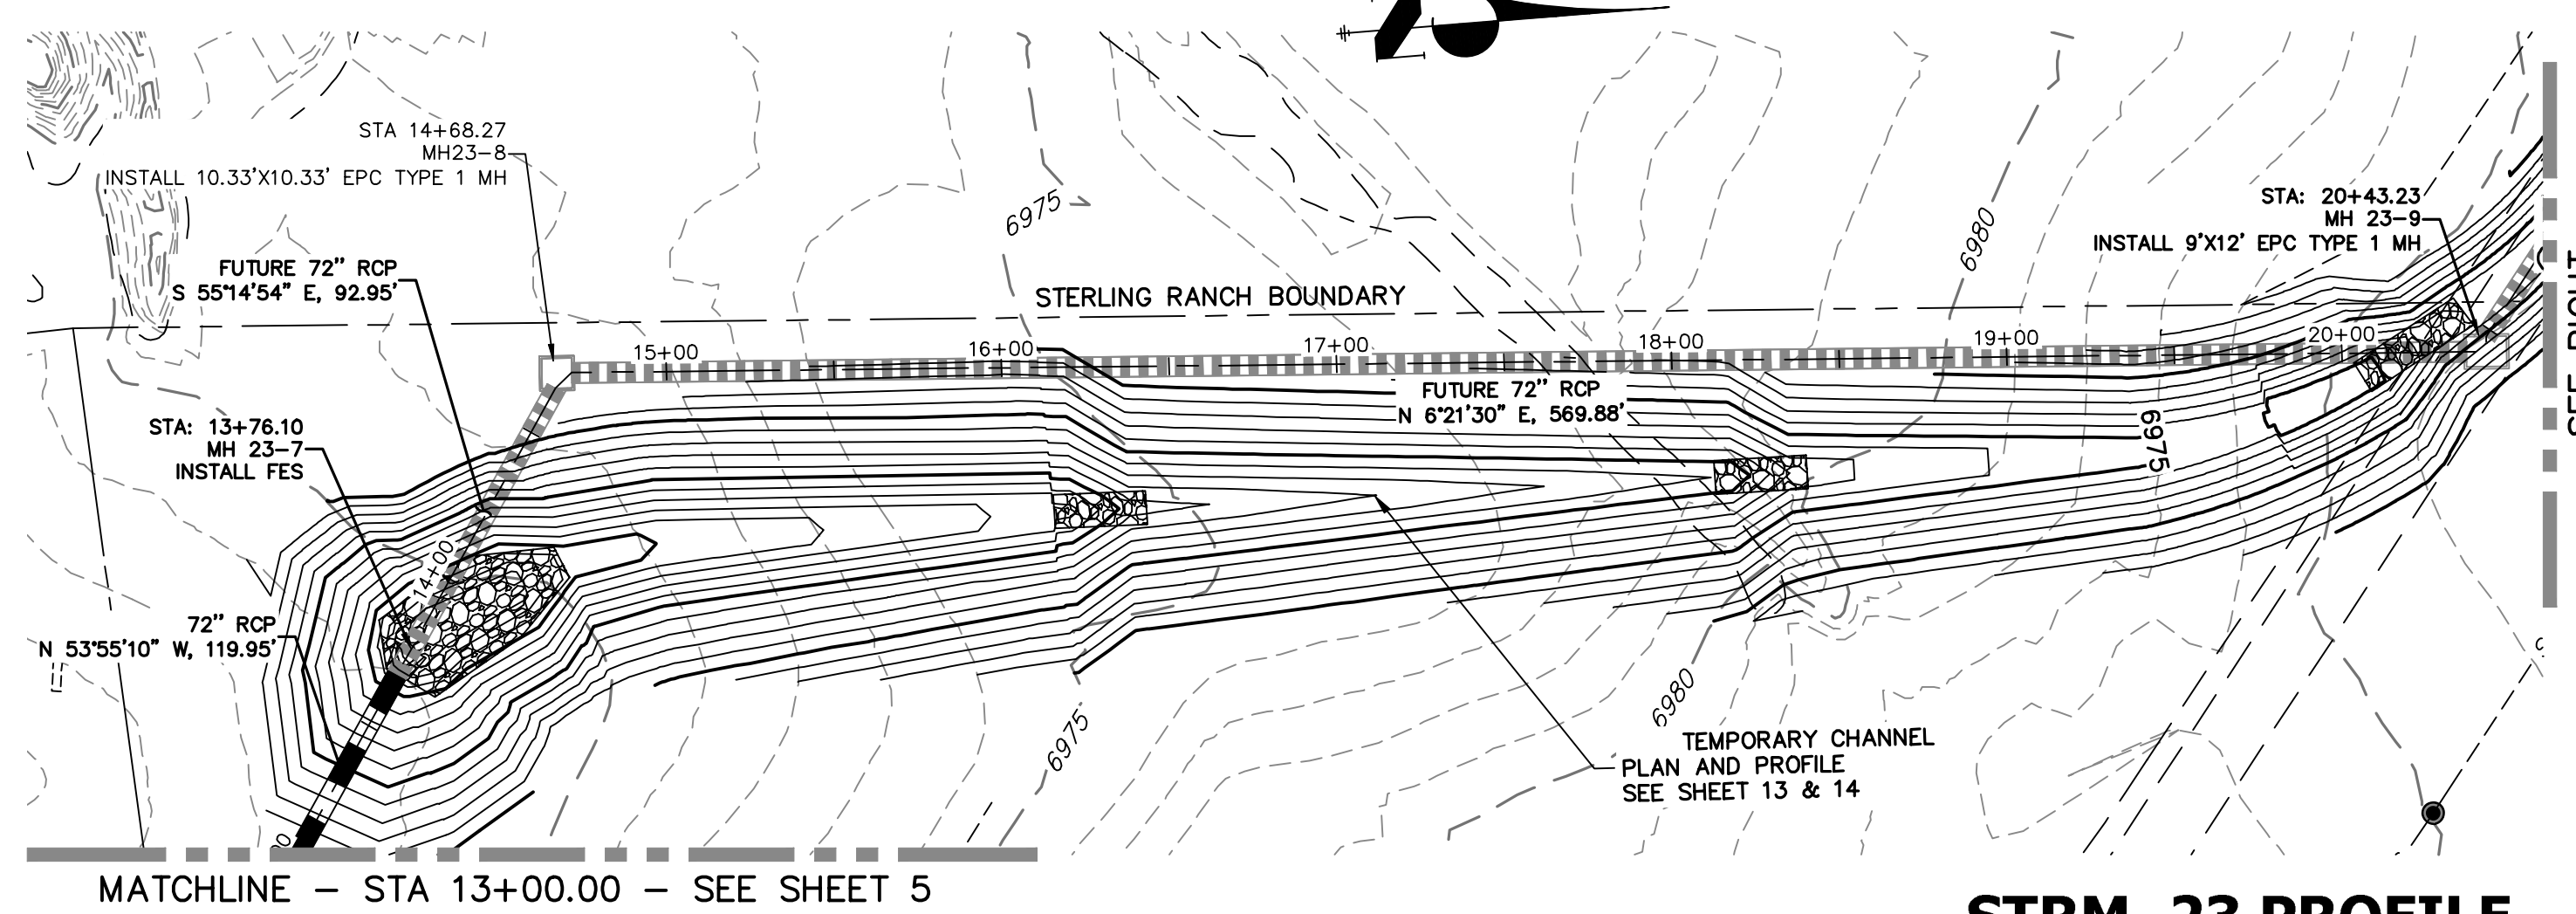 STA 14+68.27
MH23-8
INSTALL 10.33'X10.33' EPC TYPE 1 MH
6975
6980
STA: 20+43.23
MH 23-9
INSTALL 9'X12' EPC TYPE 1 MH
FUTURE 72" RCP
S 55°14'54" E, 92.95'
STERLING RANCH BOUNDARY
15+00
16+00
17+00
18+00
19+00
20+00
FUTURE 72" RCP
N 6°21'30" E, 569.88'
STA: 13+76.10
MH 23-7
INSTALL FES
6975
14+00
72" RCP
N 53°55'10" W, 119.95'
6975
6980
TEMPORARY CHANNEL
PLAN AND PROFILE
SEE SHEET 13 & 14
MATCHLINE - STA 13+00.00 - SEE SHEET 5
STRM 23 PROFILE